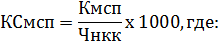 КСмсп = Кмсп / Чнкк х 1000, где: